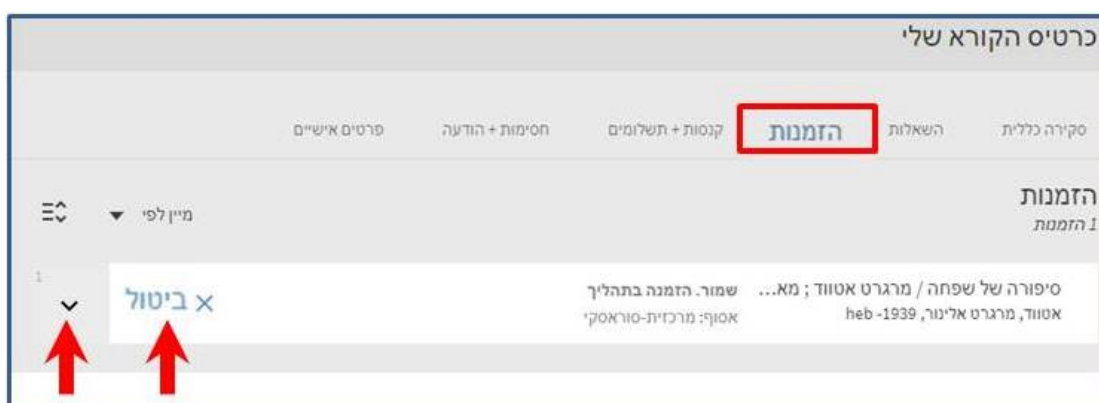 כרטיס הקורא שלי
סקירה כללית השאלות הזמנות קנסות + תשלומים חסימות + הודעה פרטים אישיים
הזמנות
1 הזמנות
מיין לפי
סיפורה של שפחה / מרגרט אטווד ; מא... שמור. הזמנה בתהליך
אטווד, מרגרט אלינור, 1939- heb אסוף: מרכזית-סוראסקי
× ביטול
1